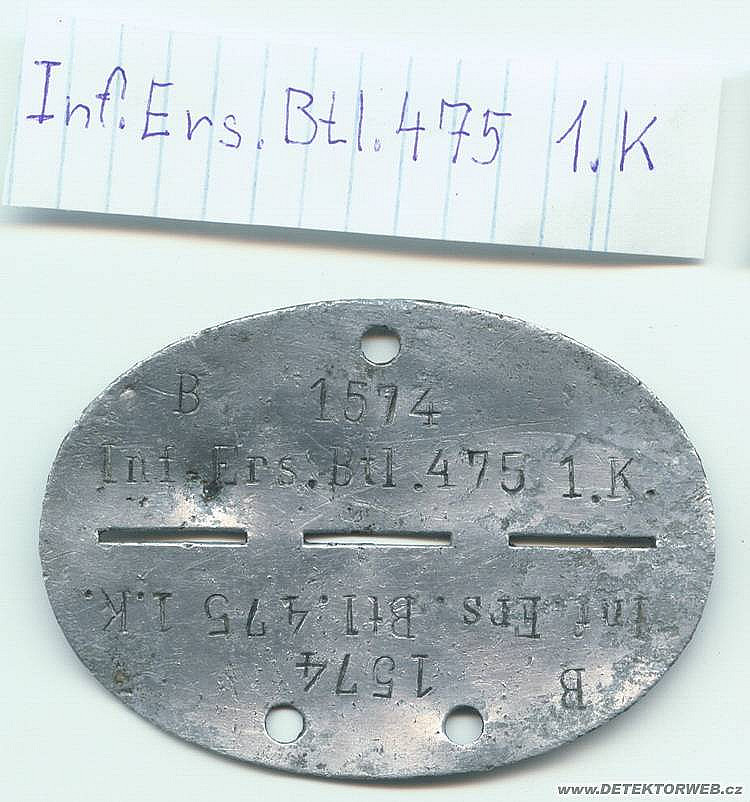 Inf. Ers. Btl. 475 1. K
B 1574
Inf. Ers. Btl. 475 1. K.
Inf. Ers. Btl. 475 1. K.
B 1574
www.DETEKTORWEB.cz